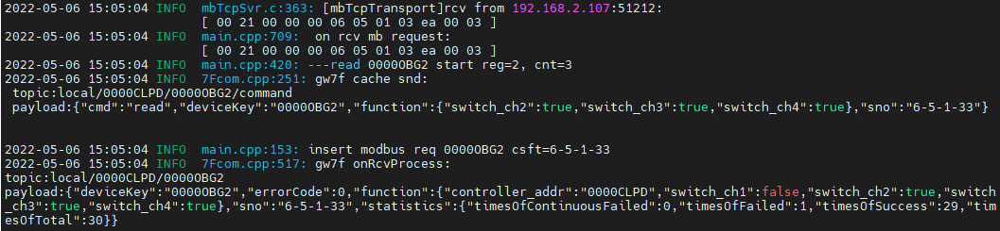 2022-05-06 15:05:04 INFO  mbTcpSvr.c:363: [mbTcpTransport]rcv from 192.168.2.107:51212:
[ 00 21 00 00 00 06 05 01 03 ea 00 03 ]
2022-05-06 15:05:04 INFO  main.cpp:709:  on rcv mb request:
[ 00 21 00 00 00 06 05 01 03 ea 00 03 ]
2022-05-06 15:05:04 INFO  main.cpp:420: ---read 0000OBG2 start reg=2, cnt=3
2022-05-06 15:05:04 INFO  7Fcom.cpp:251: gw7f cache snd:
topic:local/0000CLPD/0000OBG2/command
payload:{"cmd":"read","deviceKey":"0000OBG2","function":{"switch_ch2":true,"switch_ch3":true,"switch_ch4":true},"sno":"6-5-1-33"}
2022-05-06 15:05:04 INFO  main.cpp:153: insert modbus req 0000OBG2 csft=6-5-1-33
2022-05-06 15:05:04 INFO  7Fcom.cpp:517: gw7f onRcvProcess:
topic:local/0000CLPD/0000OBG2
payload:{"deviceKey":"0000OBG2","errorCode":0,"function":{"controller_addr":"0000CLPD","switch_ch1":false,"switch_ch2":true,"switch
_ch3":true,"switch_ch4":true},"sno":"6-5-1-33","statistics":{"timesOfContinuousFailed":0,"timesOfFailed":1,"timesOfSuccess":29,"tim
esOfTotal":30}}